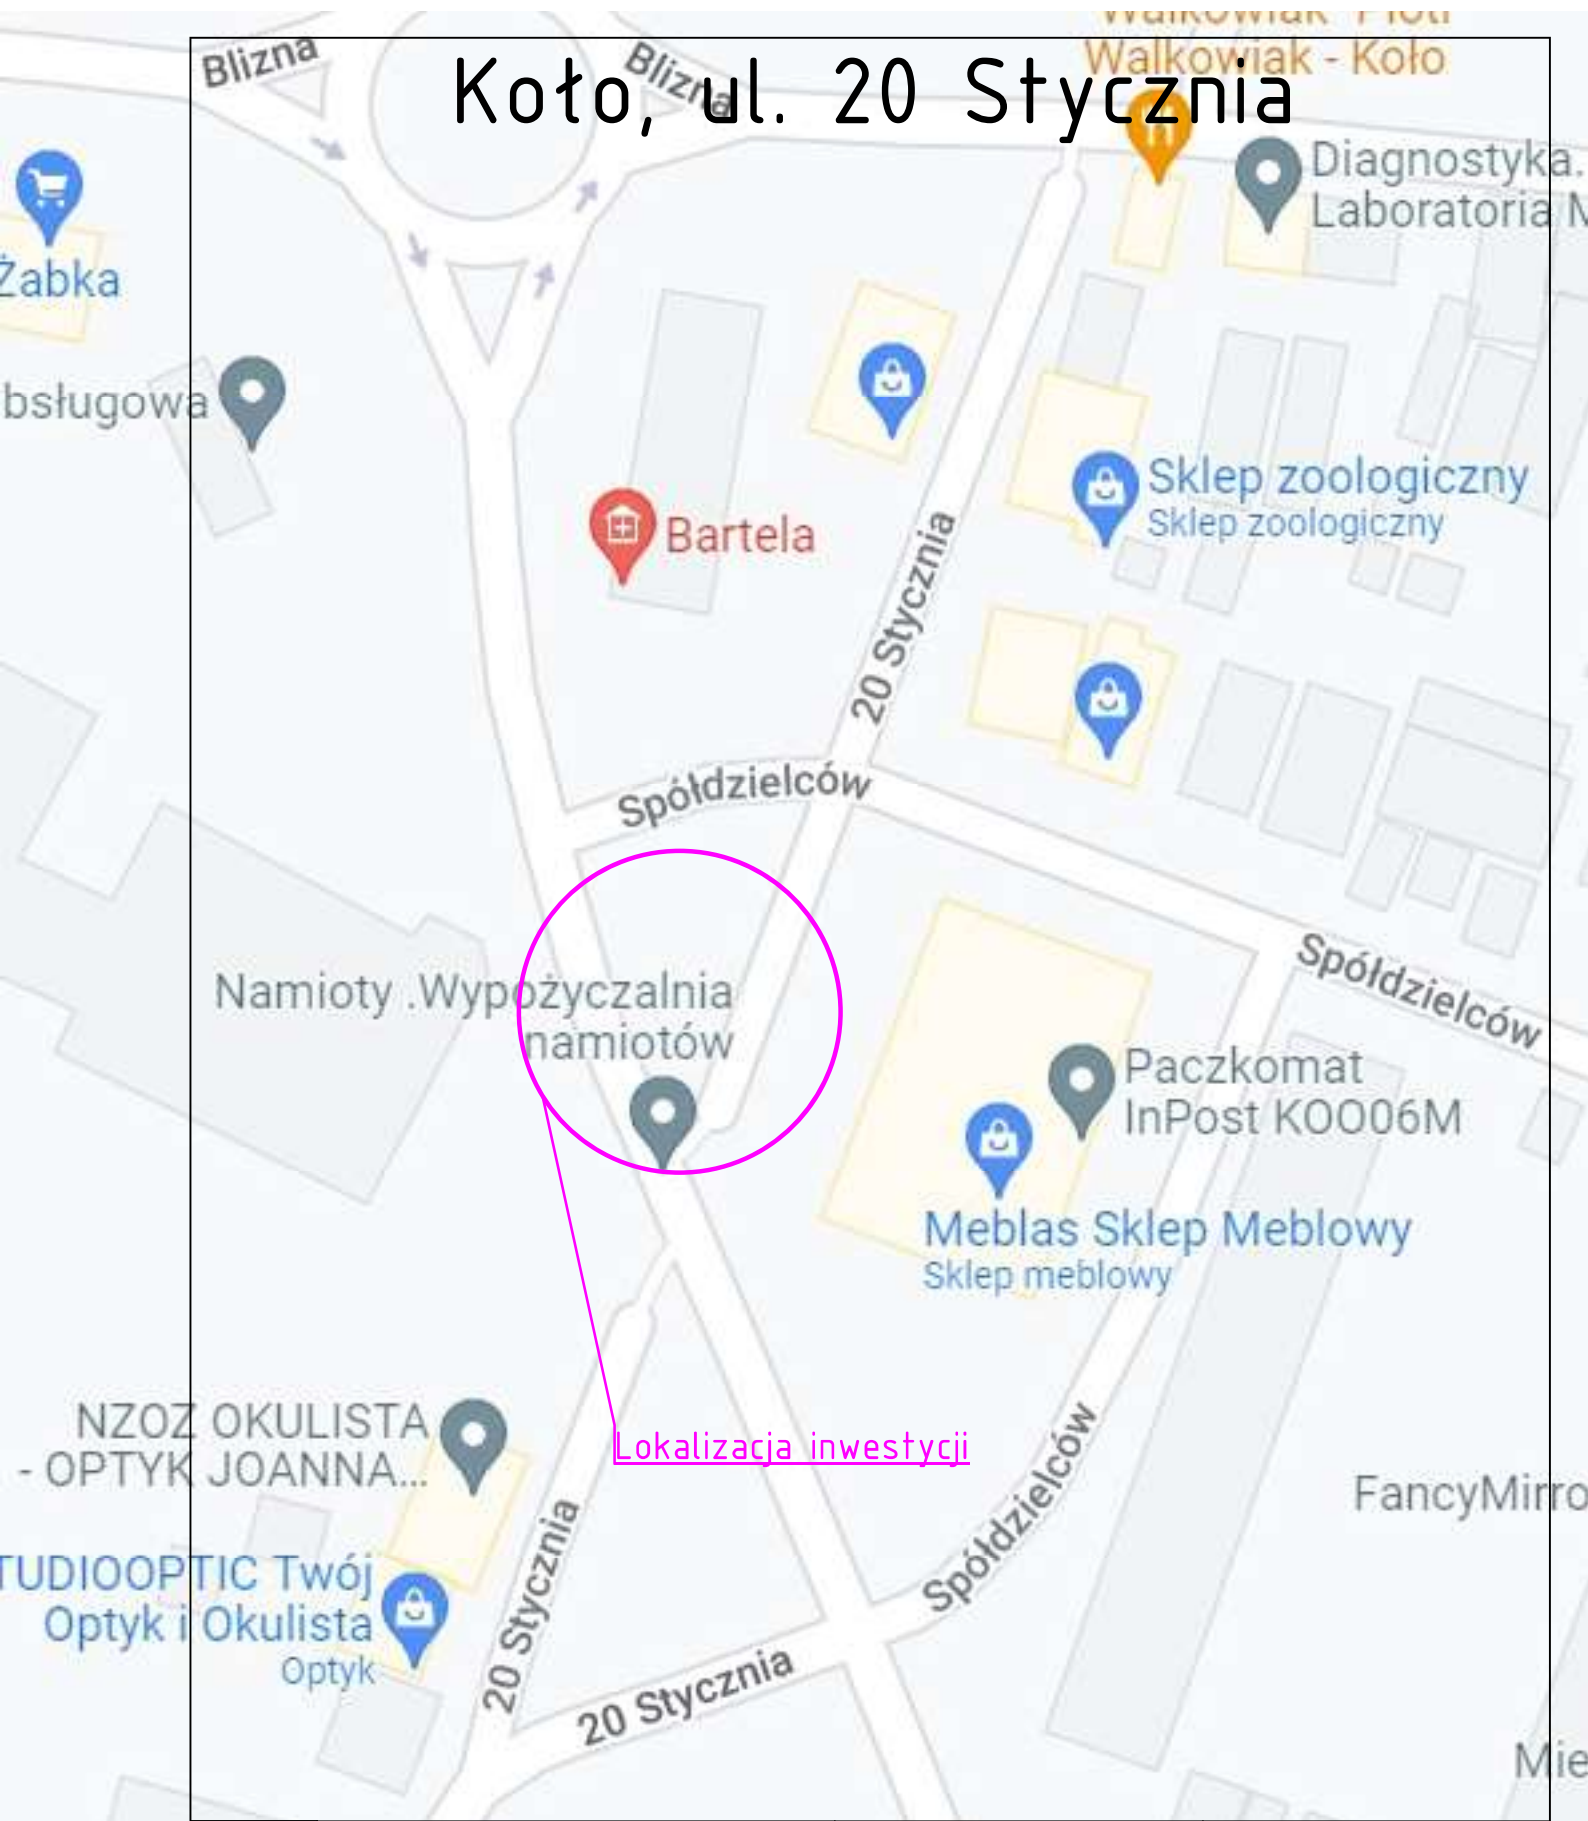 Walkowiak - Koło
Blizna
Blizna
Koło, ul. 20 Stycznia
Diagnostyka.
Laboratoria M
Żabka
bsługowa
Sklep zoologiczny
Sklep zoologiczny
Bartela
20 Stycznia
Spółdzielców
Spółdzielców
Namioty .Wypożyczalnia
namiotów
Paczkomat
InPost KOO06M
Meblas Sklep Meblowy
Sklep meblowy
NZOZ OKULISTA
- OPTYK JOANNA...
Lokalizacja inwestycji
Spółdzielców
FancyMirro
20 Stycznia
TUDIOOPTIC Twój
Optyk i Okulista
Optyk
20 Stycznia
Mie